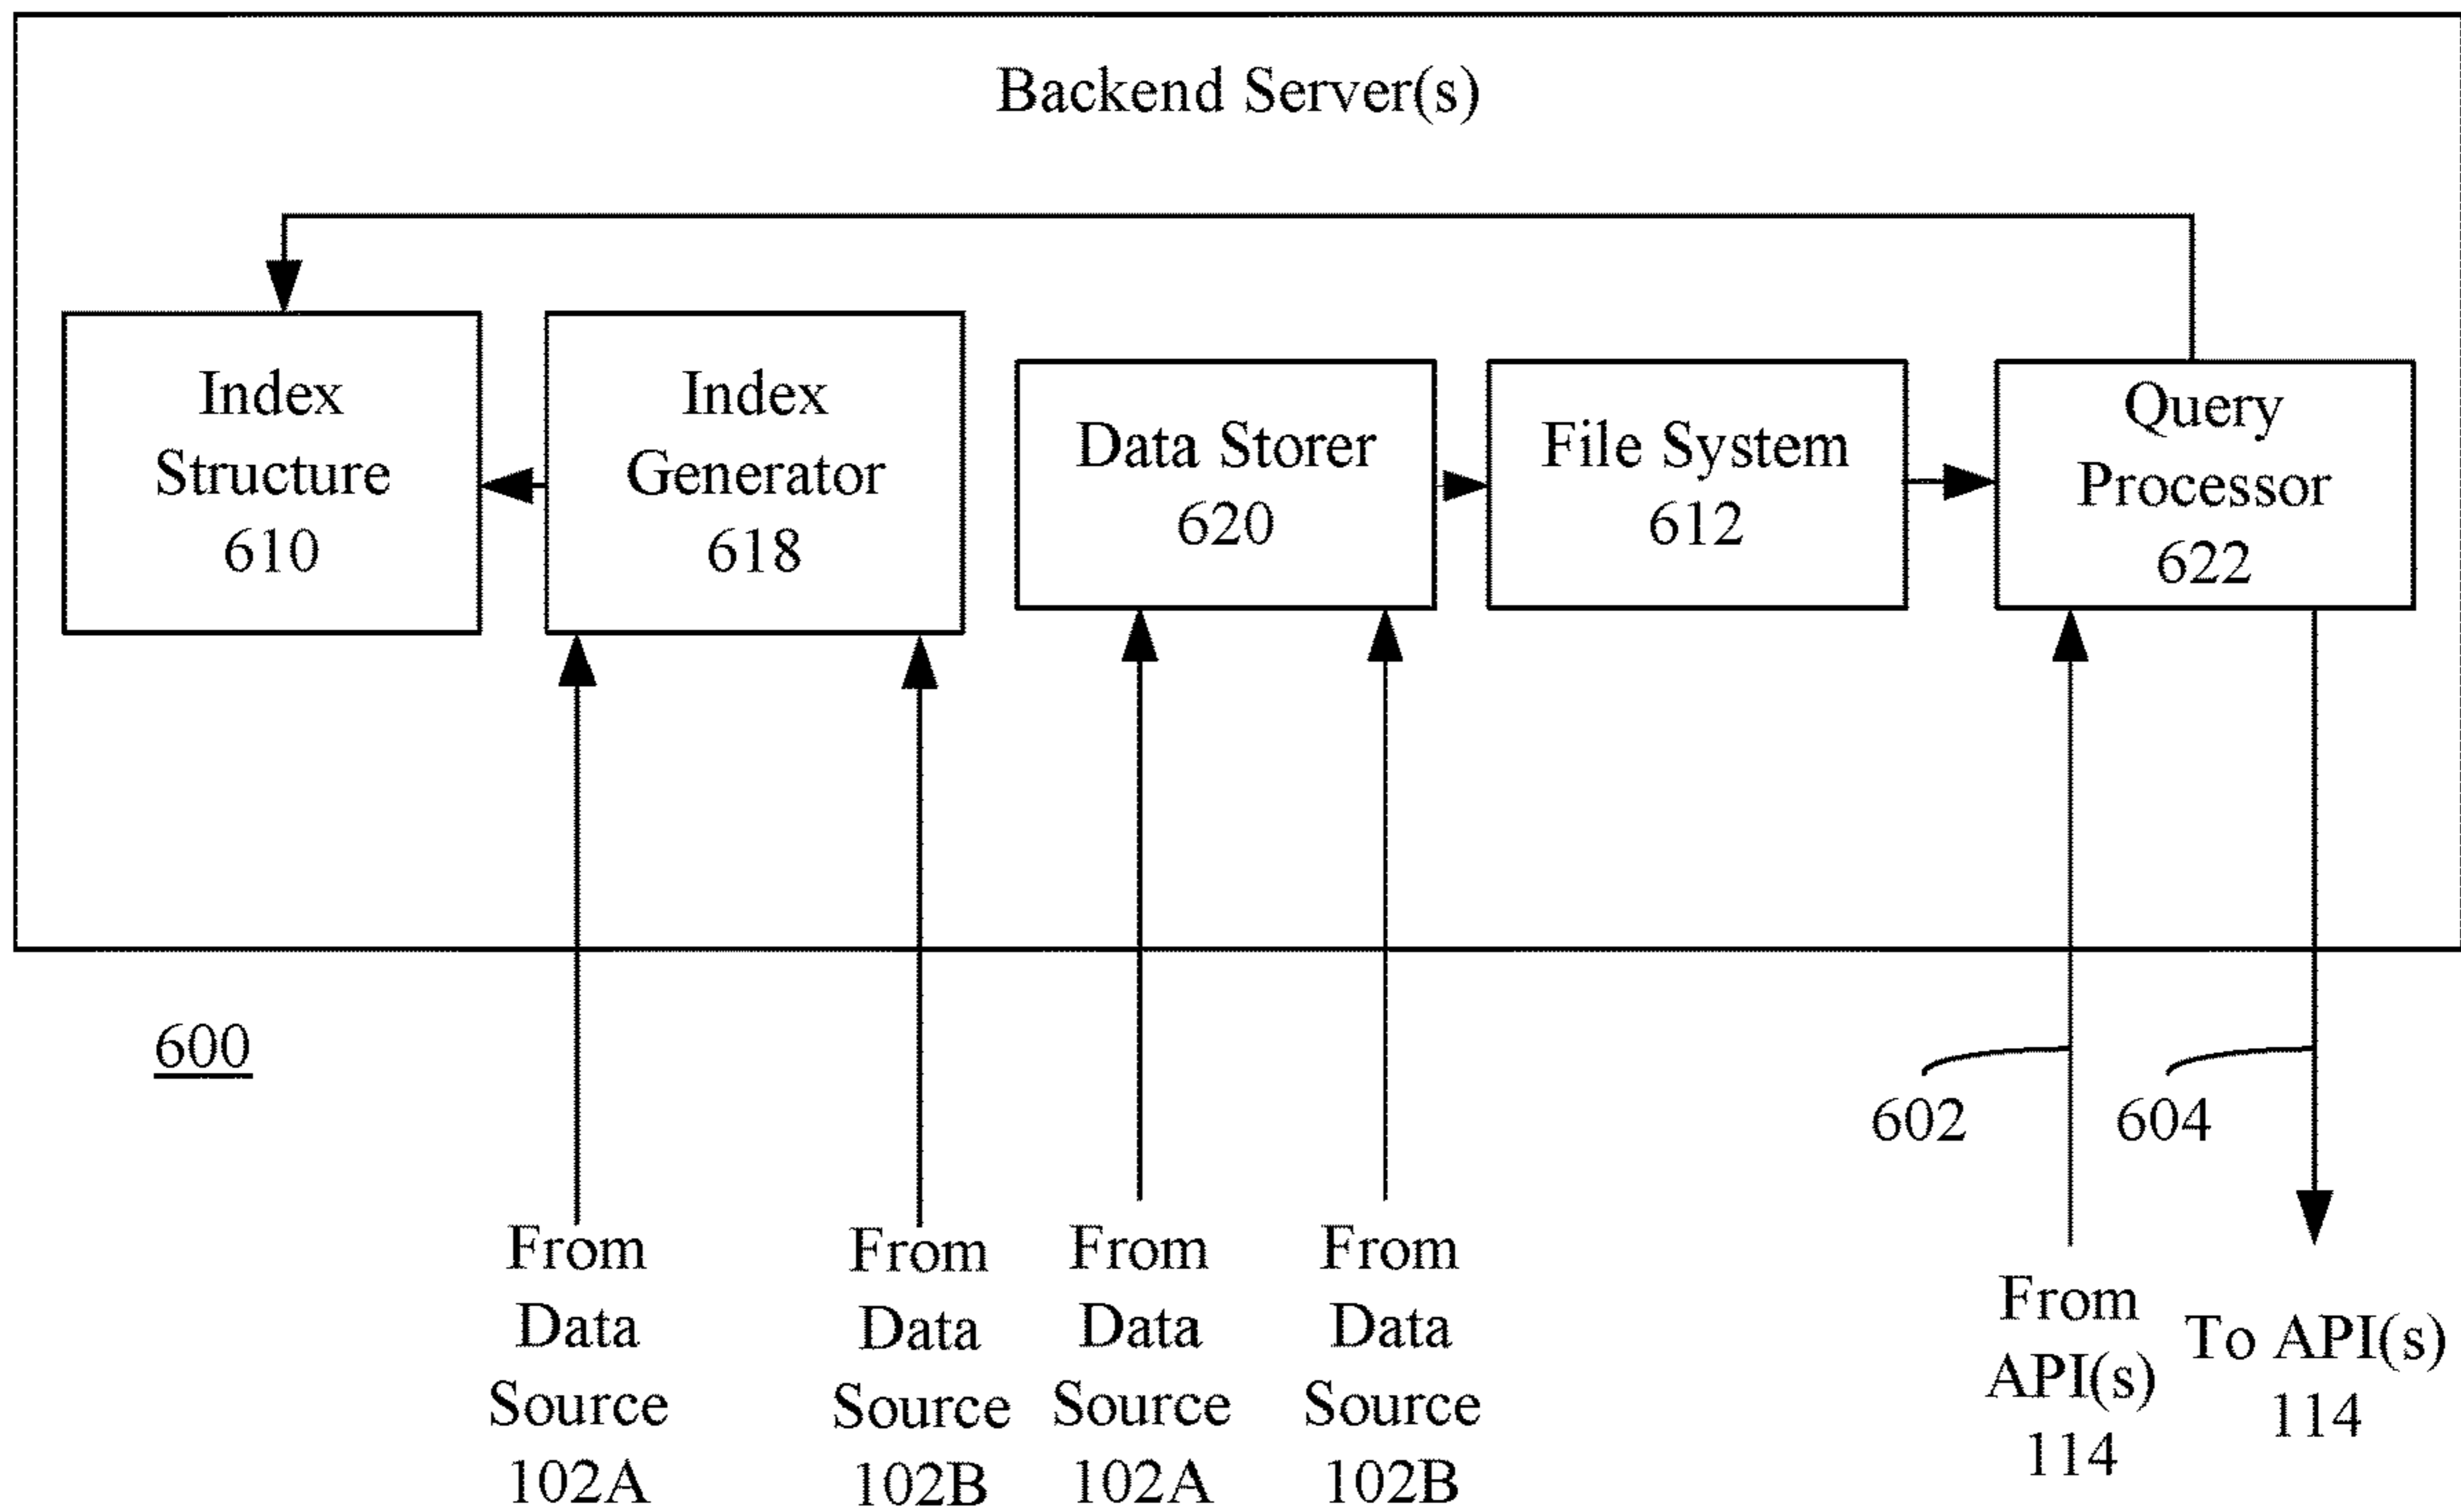 Backend Server(s)
Index
Structure
610
Index
Generator
618
Data Storer
620
File System
612
Query
Processor
622
600
602
604
From
Data
Source
102A
From
Data
Source
102B
From
Data
Source
102A
From
Data
Source
102B
From
API(s)
114
To API(s)
114